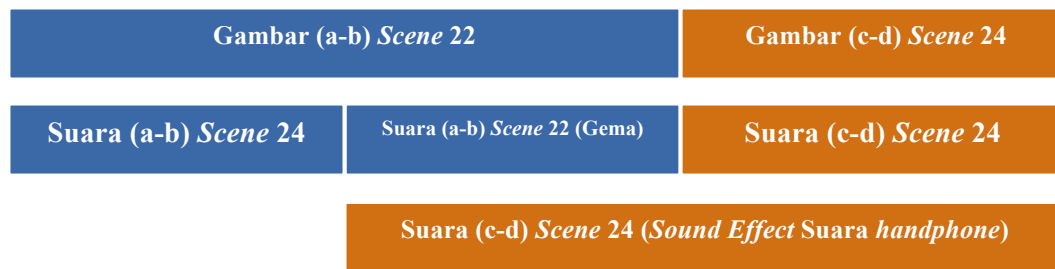 Gambar (a-b) Scene 22
Gambar (c-d) Scene 24
Suara (a-b) Scene 24
Suara (a-b) Scene 22 (Gema)
Suara (c-d) Scene 24
Suara (c-d) Scene 24 (Sound Effect Suara handphone)